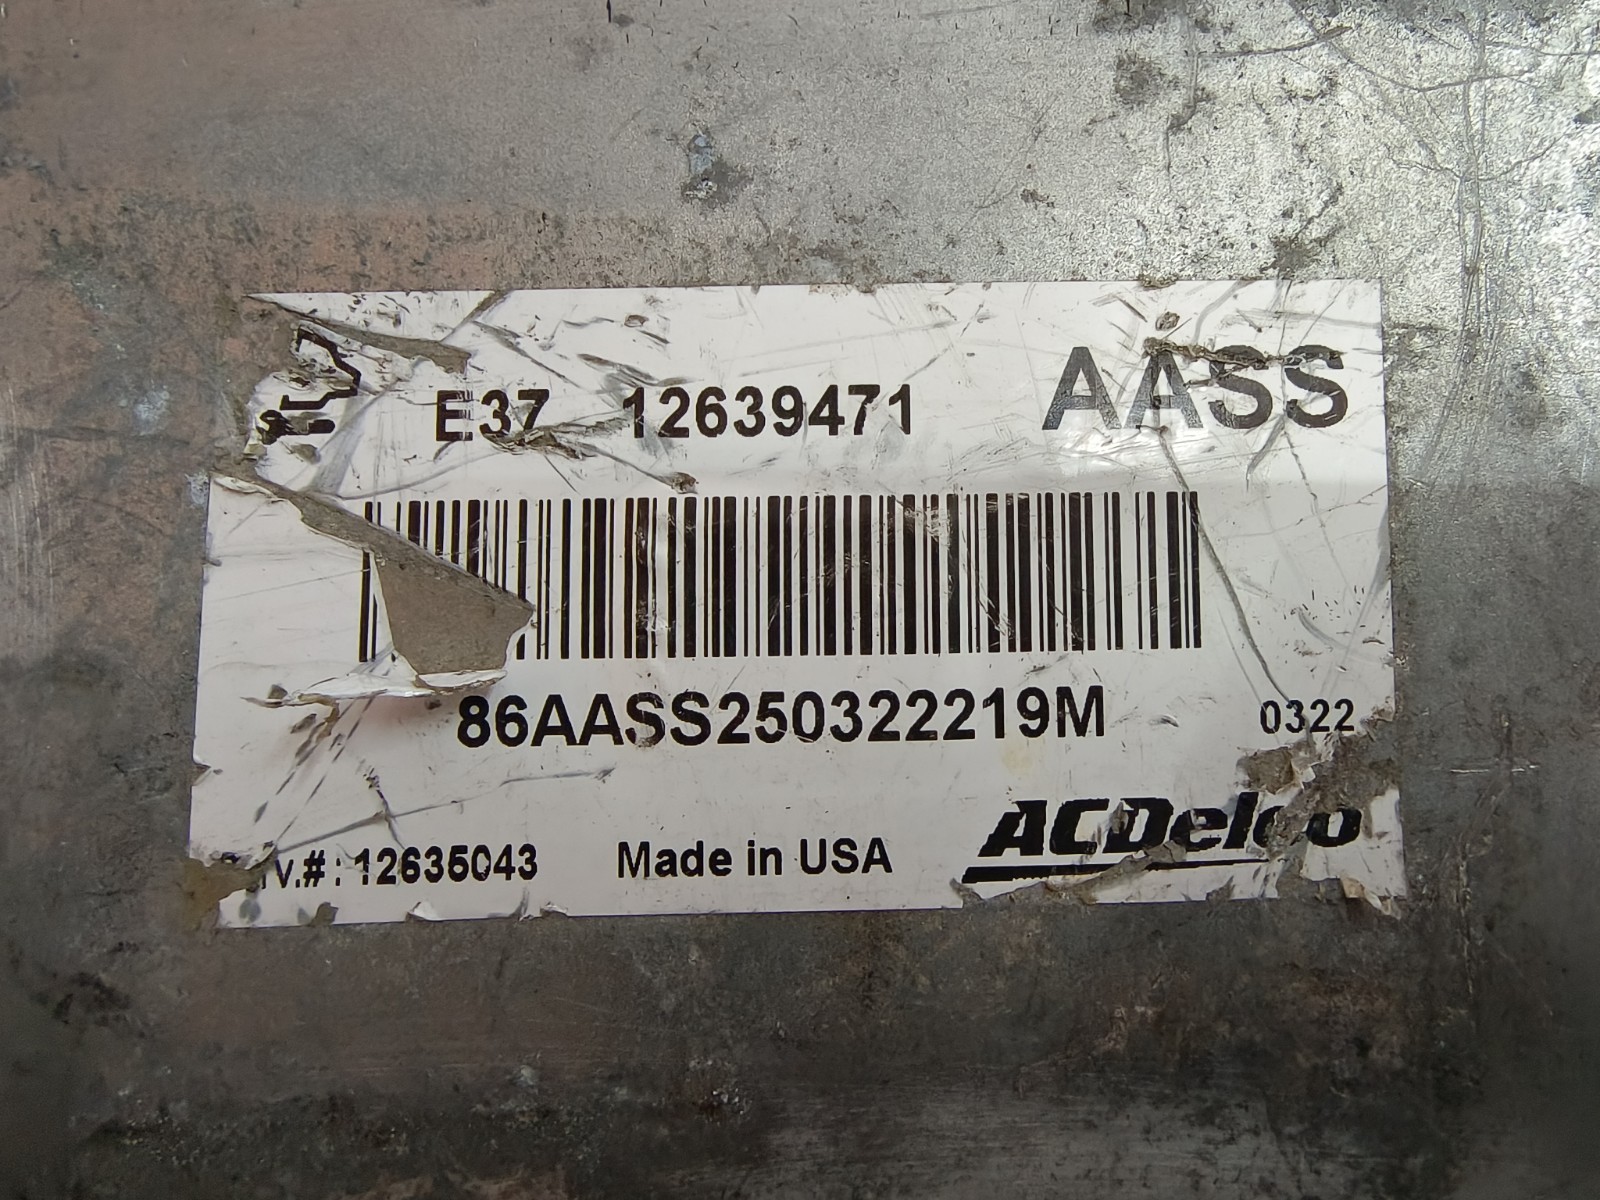 E37 12639471 AASS
86AASS250322219M 0322
12635043 Made in USA ACDelco